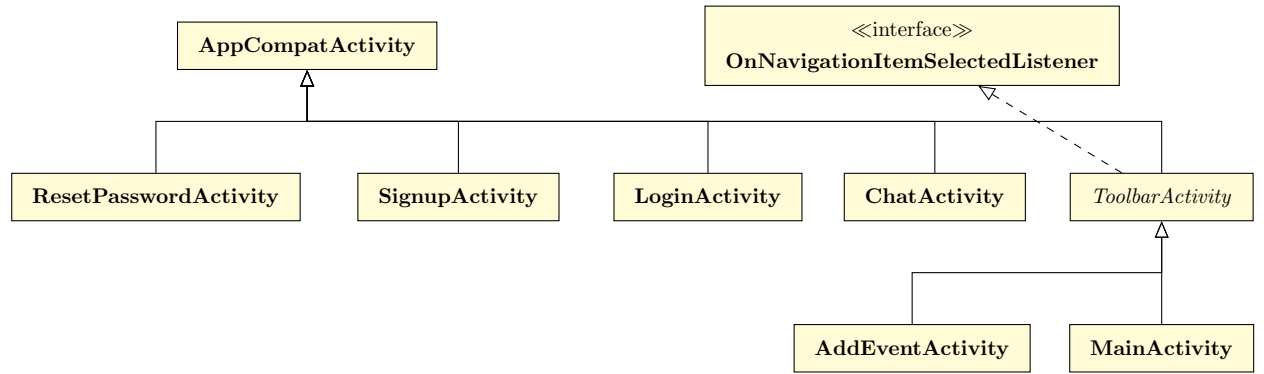 AppCompatActivity
≪interface≫
OnNavigationItemSelectedListener
ResetPasswordActivity
SignupActivity
LoginActivity
ChatActivity
ToolbarActivity
AddEventActivity
MainActivity